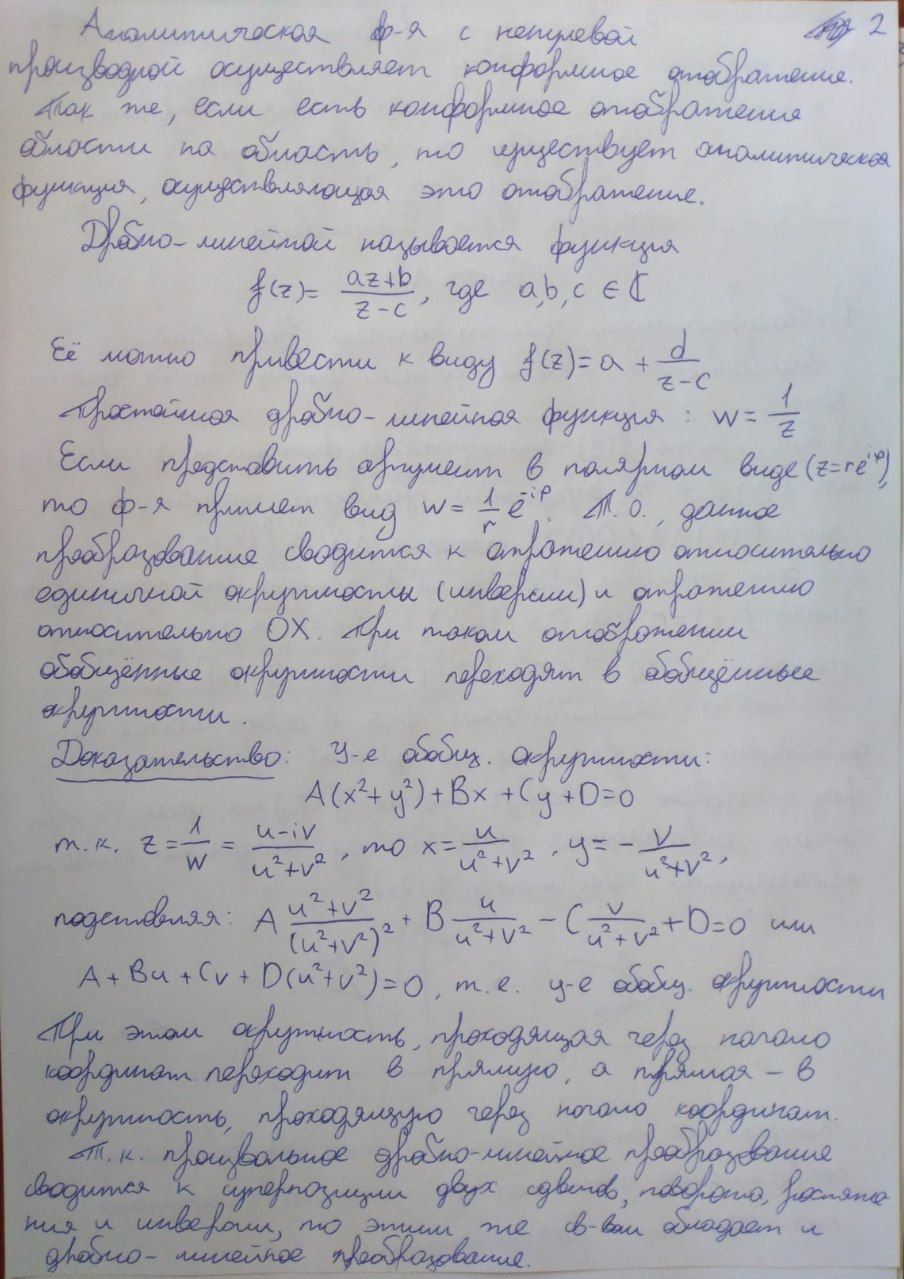 2
Аналитическая ф-я с ненулевой
производной осуществляет конформное отображение.
Так же, если есть конформное отображение
области на область, то существует аналитическая
функция, осуществляющая это отображение.
Дробно-линейной называется функция
f(z) = (az+b)/(z-c), где a,b,c ∈ ℂ
Её можно привести к виду f(z) = a + d/(z-c)
Простейшая дробно-линейная функция: w = 1/z
Если представить аргумент в полярном виде (z=re^{iφ}),
то ф-я примет вид w = 1/r e^{-iφ}. Т.О., данное
преобразование сводится к отражению относительно
единичной окружности (инверсии) и отражению
относительно OX. При таком отображении
обобщённые окружности переходят в обобщённые
окружности.
Доказательство: У-е обобщ. окружности:
A(x²+y²)+Bx+Cy+D=0
т.к. z = 1/w = (u-iv)/(u²+v²), то x = u/(u²+v²), y = -v/(u²+v²),
подставляя: A (u²+v²)/(u²+v²)² + B u/(u²+v²) - C v/(u²+v²) + D=0 или
A+Bu+Cv+D(u²+v²)=0, т.е. у-е обобщ. окружности
При этом окружность, проходящая через начало
координат переходит в прямую, а прямая – в
окружность, проходящую через начало координат.
Т.к. произвольное дробно-линейное преобразование
сводится к суперпозиции двух сдвигов, поворота, растяже
ния и инверсии, то этим же св-вом обладает и
дробно-линейное преобразование.